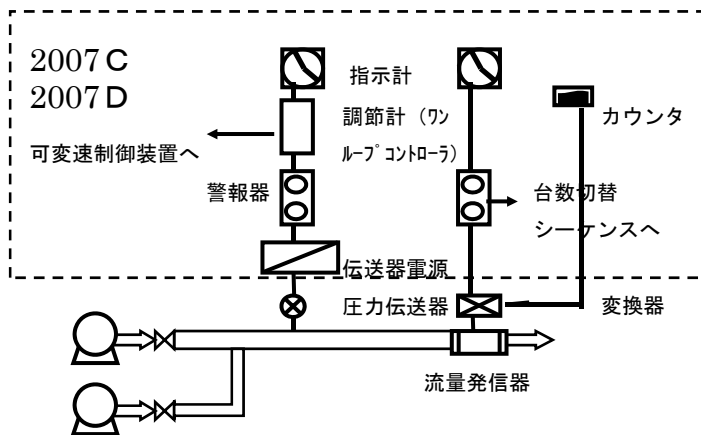 2007C
2007D
指示計
調節計（ﾜﾝ
ﾙｰﾌﾟｺﾝﾄﾛｰﾗ）
カウンタ
可変速制御装置へ
警報器
台数切替
シーケンスへ
伝送器電源
圧力伝送器
変換器
流量発信器